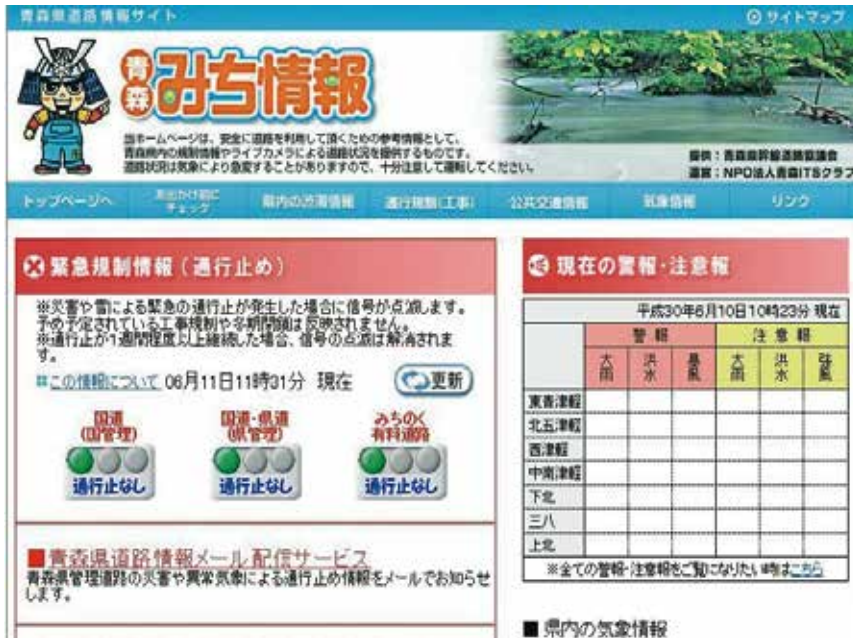 青森県道路情報サイト
サイトマップ
青森みち情報
当ホームページは、安全に道路を利用して頂くための参考情報として、
青森県内の規制情報やライブカメラによる道路状況を提供するものです。
道路状況は気象により急変することがありますので、十分注意して運転してください。
提供：青森県幹線道路協議会
運営：NPO法人青森ITSクラブ
トップページへ
お出かけ前に
チェック
県内の渋滞情報
通行規制(工事)
公共交通情報
気象情報
リンク
緊急規制情報（通行止め）
※災害や雪による緊急の通行止が発生した場合に信号が点滅します。
予め予定されている工事規制や冬期閉鎖は反映されません。
※通行止が1週間程度以上継続した場合、信号の点滅は解消されま
す。
この情報について 06月11日11時31分 現在
更新
国道
(国管理)
国道・県道
(県管理)
みちのく
有料道路
通行止なし
通行止なし
通行止なし
■青森県道路情報メール配信サービス
青森県管理道路の災害や異常気象による通行止め情報をメールでお知らせ
します。
現在の警報・注意報
平成30年6月10日10時23分 現在
警報 注意報
大雨 洪水 暴風 大雨 洪水 強風
東青津軽
北五津軽
西津軽
中南津軽
下北
三八
上北
※全ての警報・注意報をご覧になりたい時はこちら
■ 県内の気象情報